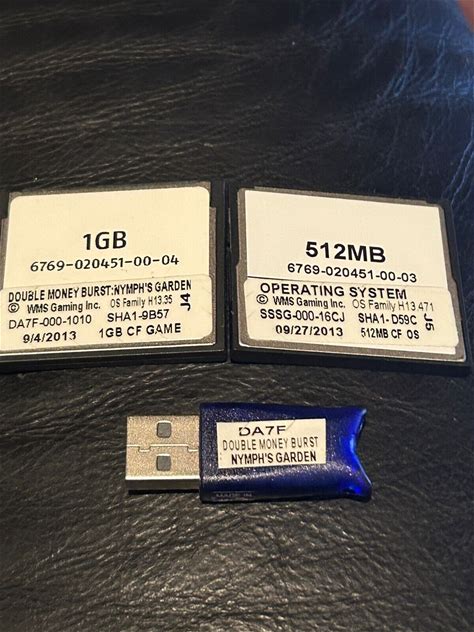 1GB
6769-020451-00-04
DOUBLE MONEY BURST:NYMPH'S GARDEN
© WMS Gaming Inc. OS Family H13.35
DA7F-000-1010 SHA1-9B57
9/4/2013 1GB CF GAME
J4
512MB
6769-020451-00-03
OPERATING SYSTEM
© WMS Gaming Inc. OS Family H13.471
SSSG-000-16CJ SHA1- D59C
09/27/2013 512MB CF OS
J5
DA7F
DOUBLE MONEY BURST
NYMPH'S GARDEN
MADE IN